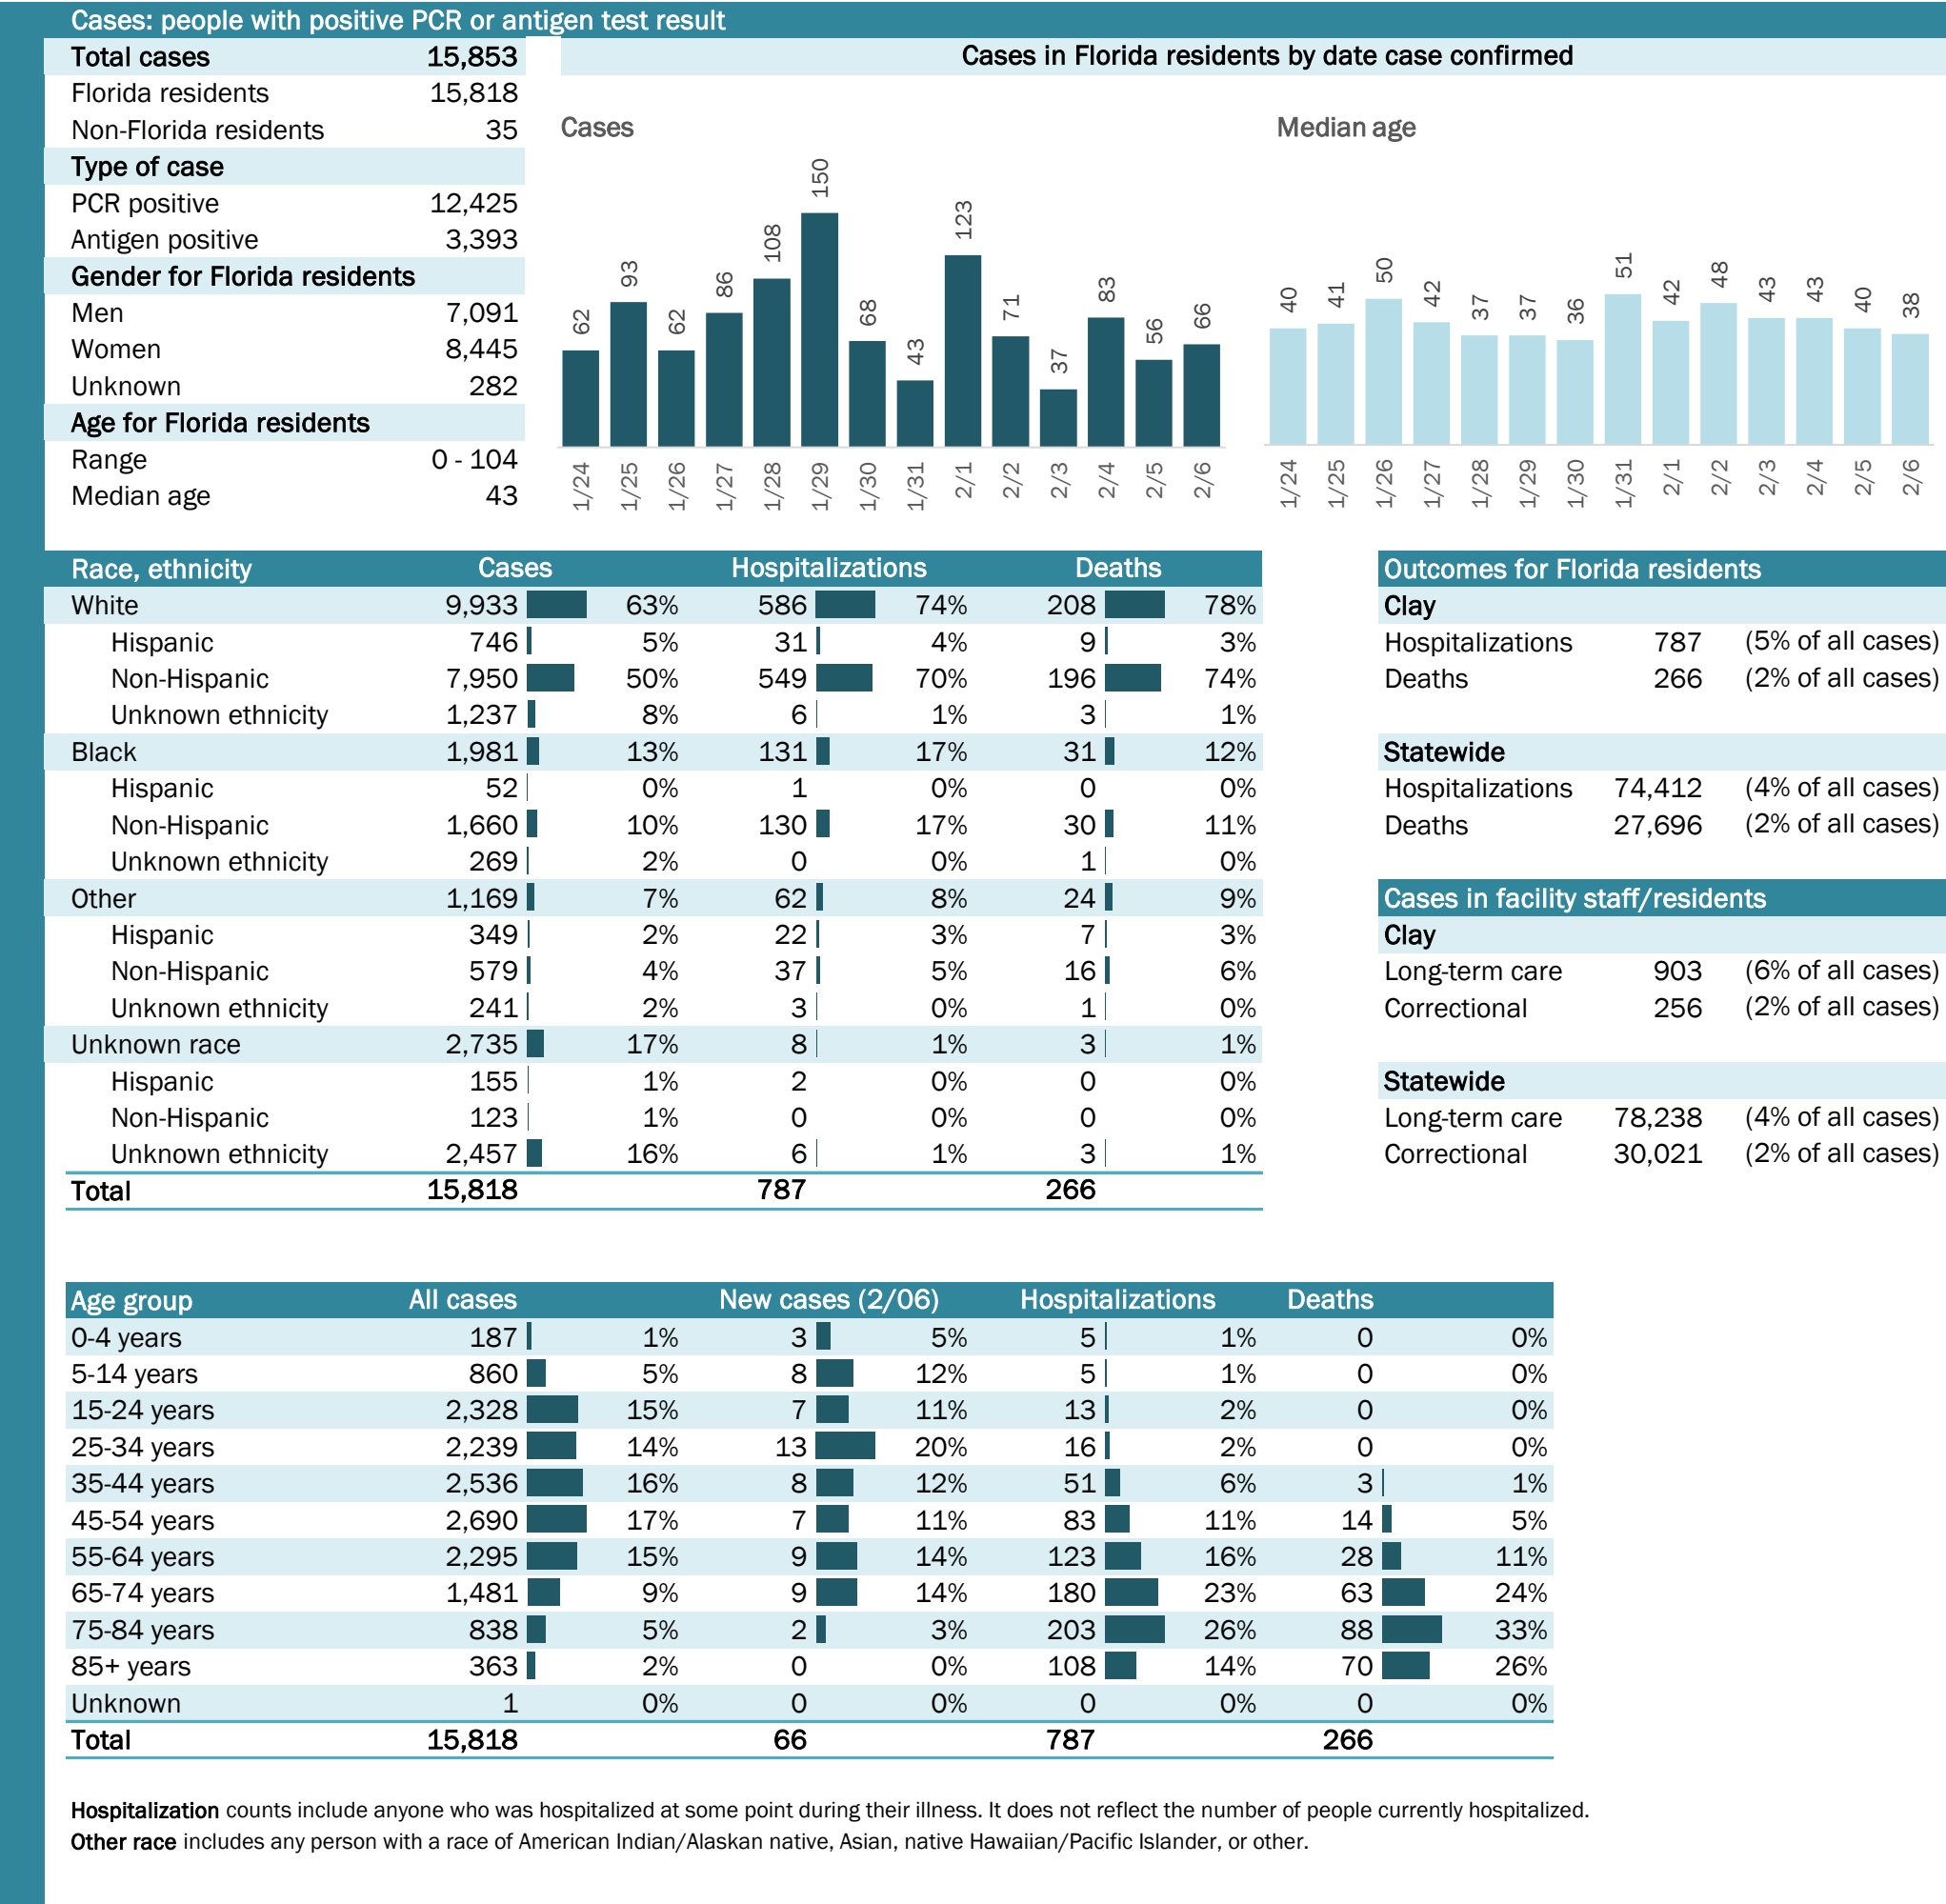 Cases: people with positive PCR or antigen test result
Total cases 15,853
Florida residents 15,818
Non-Florida residents 35
Type of case
PCR positive 12,425
Antigen positive 3,393
Gender for Florida residents
Men 7,091
Women 8,445
Unknown 282
Age for Florida residents
Range 0 - 104
Median age 43
Cases in Florida residents by date case confirmed
Cases
62 93 62 86 108 150 68 43 123 71 37 83 56 66
1/24 1/25 1/26 1/27 1/28 1/29 1/30 1/31 2/1 2/2 2/3 2/4 2/5 2/6
Median age
40 41 50 42 37 37 36 51 42 48 43 43 40 38
1/24 1/25 1/26 1/27 1/28 1/29 1/30 1/31 2/1 2/2 2/3 2/4 2/5 2/6
Race, ethnicity Cases Hospitalizations Deaths
White 9,933 63% 586 74% 208 78%
Hispanic 746 5% 31 4% 9 3%
Non-Hispanic 7,950 50% 549 70% 196 74%
Unknown ethnicity 1,237 8% 6 1% 3 1%
Black 1,981 13% 131 17% 31 12%
Hispanic 52 0% 1 0% 0 0%
Non-Hispanic 1,660 10% 130 17% 30 11%
Unknown ethnicity 269 2% 0 0% 1 0%
Other 1,169 7% 62 8% 24 9%
Hispanic 349 2% 22 3% 7 3%
Non-Hispanic 579 4% 37 5% 16 6%
Unknown ethnicity 241 2% 3 0% 1 0%
Unknown race 2,735 17% 8 1% 3 1%
Hispanic 155 1% 2 0% 0 0%
Non-Hispanic 123 1% 0 0% 0 0%
Unknown ethnicity 2,457 16% 6 1% 3 1%
Total 15,818 787 266
Outcomes for Florida residents
Clay
Hospitalizations 787 (5% of all cases)
Deaths 266 (2% of all cases)
Statewide
Hospitalizations 74,412 (4% of all cases)
Deaths 27,696 (2% of all cases)
Cases in facility staff/residents
Clay
Long-term care 903 (6% of all cases)
Correctional 256 (2% of all cases)
Statewide
Long-term care 78,238 (4% of all cases)
Correctional 30,021 (2% of all cases)
Age group All cases New cases (2/06) Hospitalizations Deaths
0-4 years 187 1% 3 5% 5 1% 0 0%
5-14 years 860 5% 8 12% 5 1% 0 0%
15-24 years 2,328 15% 7 11% 13 2% 0 0%
25-34 years 2,239 14% 13 20% 16 2% 0 0%
35-44 years 2,536 16% 8 12% 51 6% 3 1%
45-54 years 2,690 17% 7 11% 83 11% 14 5%
55-64 years 2,295 15% 9 14% 123 16% 28 11%
65-74 years 1,481 9% 9 14% 180 23% 63 24%
75-84 years 838 5% 2 3% 203 26% 88 33%
85+ years 363 2% 0 0% 108 14% 70 26%
Unknown 1 0% 0 0% 0 0% 0 0%
Total 15,818 66 787 266
Hospitalization counts include anyone who was hospitalized at some point during their illness. It does not reflect the number of people currently hospitalized.
Other race includes any person with a race of American Indian/Alaskan native, Asian, native Hawaiian/Pacific Islander, or other.